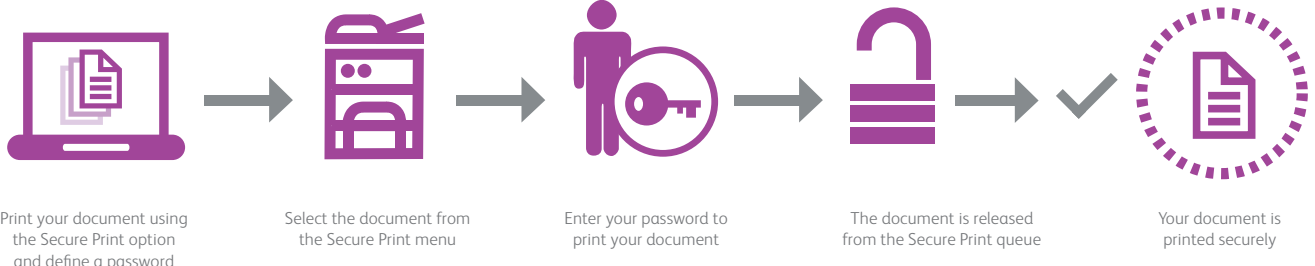 Print your document using
the Secure Print option
and define a password
Select the document from
the Secure Print menu
Enter your password to
print your document
The document is released
from the Secure Print queue
Your document is
printed securely